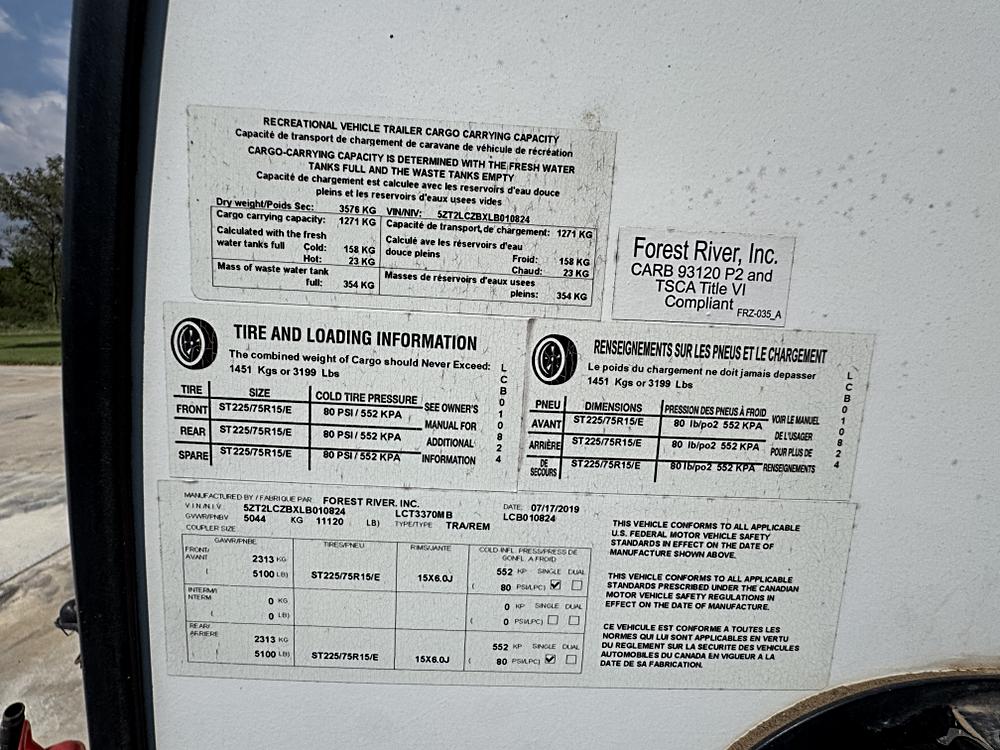 RECREATIONAL VEHICLE TRAILER CARGO CARRYING CAPACITY
Capacité de transport de chargement de caravane de véhicule de récréation
CARGO-CARRYING CAPACITY IS DETERMINED WITH THE FRESH WATER
TANKS FULL AND THE WASTE TANKS EMPTY
Capacité de chargement est calculee avec les reservoirs d'eau douce
pleins et les reservoirs d'eaux usees vides
Dry weight/Poids Sec: 3576 KG VIN/NIV: 5ZT2LCZBXLB010824
Cargo carrying capacity: 1271 KG Capacité de transport, de chargement: 1271 KG
Calculated with the fresh
water tanks full
Cold: 158 KG
Hot: 23 KG
Calculé ave les réservoirs d'eau
douce pleins
Froid: 158 KG
Chaud: 23 KG
Mass of waste water tank
full: 354 KG
Masses de réservoirs d'eaux usees
pleins: 354 KG
Forest River, Inc.
CARB 93120 P2 and
TSCA Title VI
Compliant
FRZ-035_A
TIRE AND LOADING INFORMATION
The combined weight of Cargo should Never Exceed:
1451 Kgs or 3199 Lbs
TIRE SIZE COLD TIRE PRESSURE
FRONT ST225/75R15/E 80 PSI / 552 KPA
REAR ST225/75R15/E 80 PSI / 552 KPA
SPARE ST225/75R15/E 80 PSI / 552 KPA
SEE OWNER'S
MANUAL FOR
ADDITIONAL
INFORMATION
LCB010824
RENSEIGNEMENTS SUR LES PNEUS ET LE CHARGEMENT
Le poids du chargement ne doit jamais depasser
1451 Kgs or 3199 Lbs
PNEU DIMENSIONS PRESSION DES PNEUS À FROID
AVANT ST225/75R15/E 80 lb/po2 552 KPA
ARRIÈRE ST225/75R15/E 80 lb/po2 552 KPA
DE SECOURS ST225/75R15/E 80 lb/po2 552 KPA
VOIR LE MANUEL
DE L'USAGER
POUR PLUS DE
RENSEIGNEMENTS
LCB010824
MANUFACTURED BY / FABRIQUE PAR FOREST RIVER, INC. DATE: 07/17/2019
V.I.N/N.I.V. 5ZT2LCZBXLB010824 LCT3370MB LCB010824
GVWR/PNBV 5044 KG 11120 LB) TYPE/TYPE TRA/REM
COUPLER SIZE
GAWR/PNBE TIRES/PNEU RIMS/JANTE COLD INFL. PRESS/PRESS DE GONFL. A FROID
FRONT/
AVANT
2313 KG
( 5100 LB)
ST225/75R15/E 15X6.0J
552 KP SINGLE DUAL
( 80 PSI/LPC) ☑ ☐
INTERM/
INTERM.
0 KG
( 0 LB)
0 KP SINGLE DUAL
( 0 PSI/LPC) ☐ ☐
REAR/
ARRIERE
2313 KG
( 5100 LB)
ST225/75R15/E 15X6.0J
552 KP SINGLE DUAL
( 80 PSI/LPC) ☑ ☐
THIS VEHICLE CONFORMS TO ALL APPLICABLE
U.S. FEDERAL MOTOR VEHICLE SAFETY
STANDARDS IN EFFECT ON THE DATE OF
MANUFACTURE SHOWN ABOVE.
THIS VEHICLE CONFORMS TO ALL APPLICABLE
STANDARDS PRESCRIBED UNDER THE CANADIAN
MOTOR VEHICLE SAFETY REGULATIONS IN
EFFECT ON THE DATE OF MANUFACTURE.
CE VEHICULE EST CONFORME A TOUTES LES
NORMES QUI LUI SONT APPLICABLES EN VERTU
DU REGLEMENT SUR LA SECURITE DES VEHICULES
AUTOMOBILES DU CANADA EN VIGUEUR A LA
DATE DE SA FABRICATION.